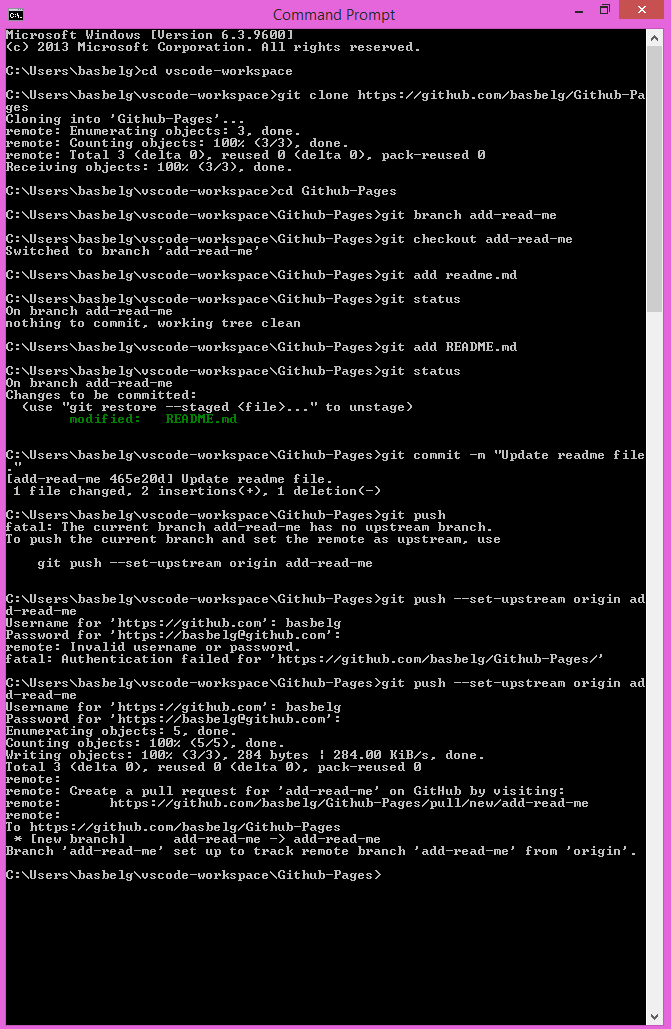 Command Prompt
Microsoft Windows [Version 6.3.9600]
(c) 2013 Microsoft Corporation. All rights reserved.
C:\Users\basbelg>cd vscode-workspace
C:\Users\basbelg\vscode-workspace>git clone https://github.com/basbelg/Github-Pa
ges
Cloning into 'Github-Pages'...
remote: Enumerating objects: 3, done.
remote: Counting objects: 100% (3/3), done.
remote: Total 3 (delta 0), reused 0 (delta 0), pack-reused 0
Receiving objects: 100% (3/3), done.
C:\Users\basbelg\vscode-workspace>cd Github-Pages
C:\Users\basbelg\vscode-workspace\Github-Pages>git branch add-read-me
C:\Users\basbelg\vscode-workspace\Github-Pages>git checkout add-read-me
Switched to branch 'add-read-me'
C:\Users\basbelg\vscode-workspace\Github-Pages>git add readme.md
C:\Users\basbelg\vscode-workspace\Github-Pages>git status
On branch add-read-me
nothing to commit, working tree clean
C:\Users\basbelg\vscode-workspace\Github-Pages>git add README.md
C:\Users\basbelg\vscode-workspace\Github-Pages>git status
On branch add-read-me
Changes to be committed:
  (use "git restore --staged <file>..." to unstage)
        modified:   README.md
C:\Users\basbelg\vscode-workspace\Github-Pages>git commit -m "Update readme file
."
[add-read-me 465e20d] Update readme file.
 1 file changed, 2 insertions(+), 1 deletion(-)
C:\Users\basbelg\vscode-workspace\Github-Pages>git push
fatal: The current branch add-read-me has no upstream branch.
To push the current branch and set the remote as upstream, use
    git push --set-upstream origin add-read-me
C:\Users\basbelg\vscode-workspace\Github-Pages>git push --set-upstream origin ad
d-read-me
Username for 'https://github.com': basbelg
Password for 'https://basbelg@github.com':
remote: Invalid username or password.
fatal: Authentication failed for 'https://github.com/basbelg/Github-Pages/'
C:\Users\basbelg\vscode-workspace\Github-Pages>git push --set-upstream origin ad
d-read-me
Username for 'https://github.com': basbelg
Password for 'https://basbelg@github.com':
Enumerating objects: 5, done.
Counting objects: 100% (5/5), done.
Writing objects: 100% (3/3), 284 bytes | 284.00 KiB/s, done.
Total 3 (delta 0), reused 0 (delta 0), pack-reused 0
remote:
remote: Create a pull request for 'add-read-me' on GitHub by visiting:
remote:      https://github.com/basbelg/Github-Pages/pull/new/add-read-me
remote:
To https://github.com/basbelg/Github-Pages
 * [new branch]      add-read-me -> add-read-me
Branch 'add-read-me' set up to track remote branch 'add-read-me' from 'origin'.
C:\Users\basbelg\vscode-workspace\Github-Pages>